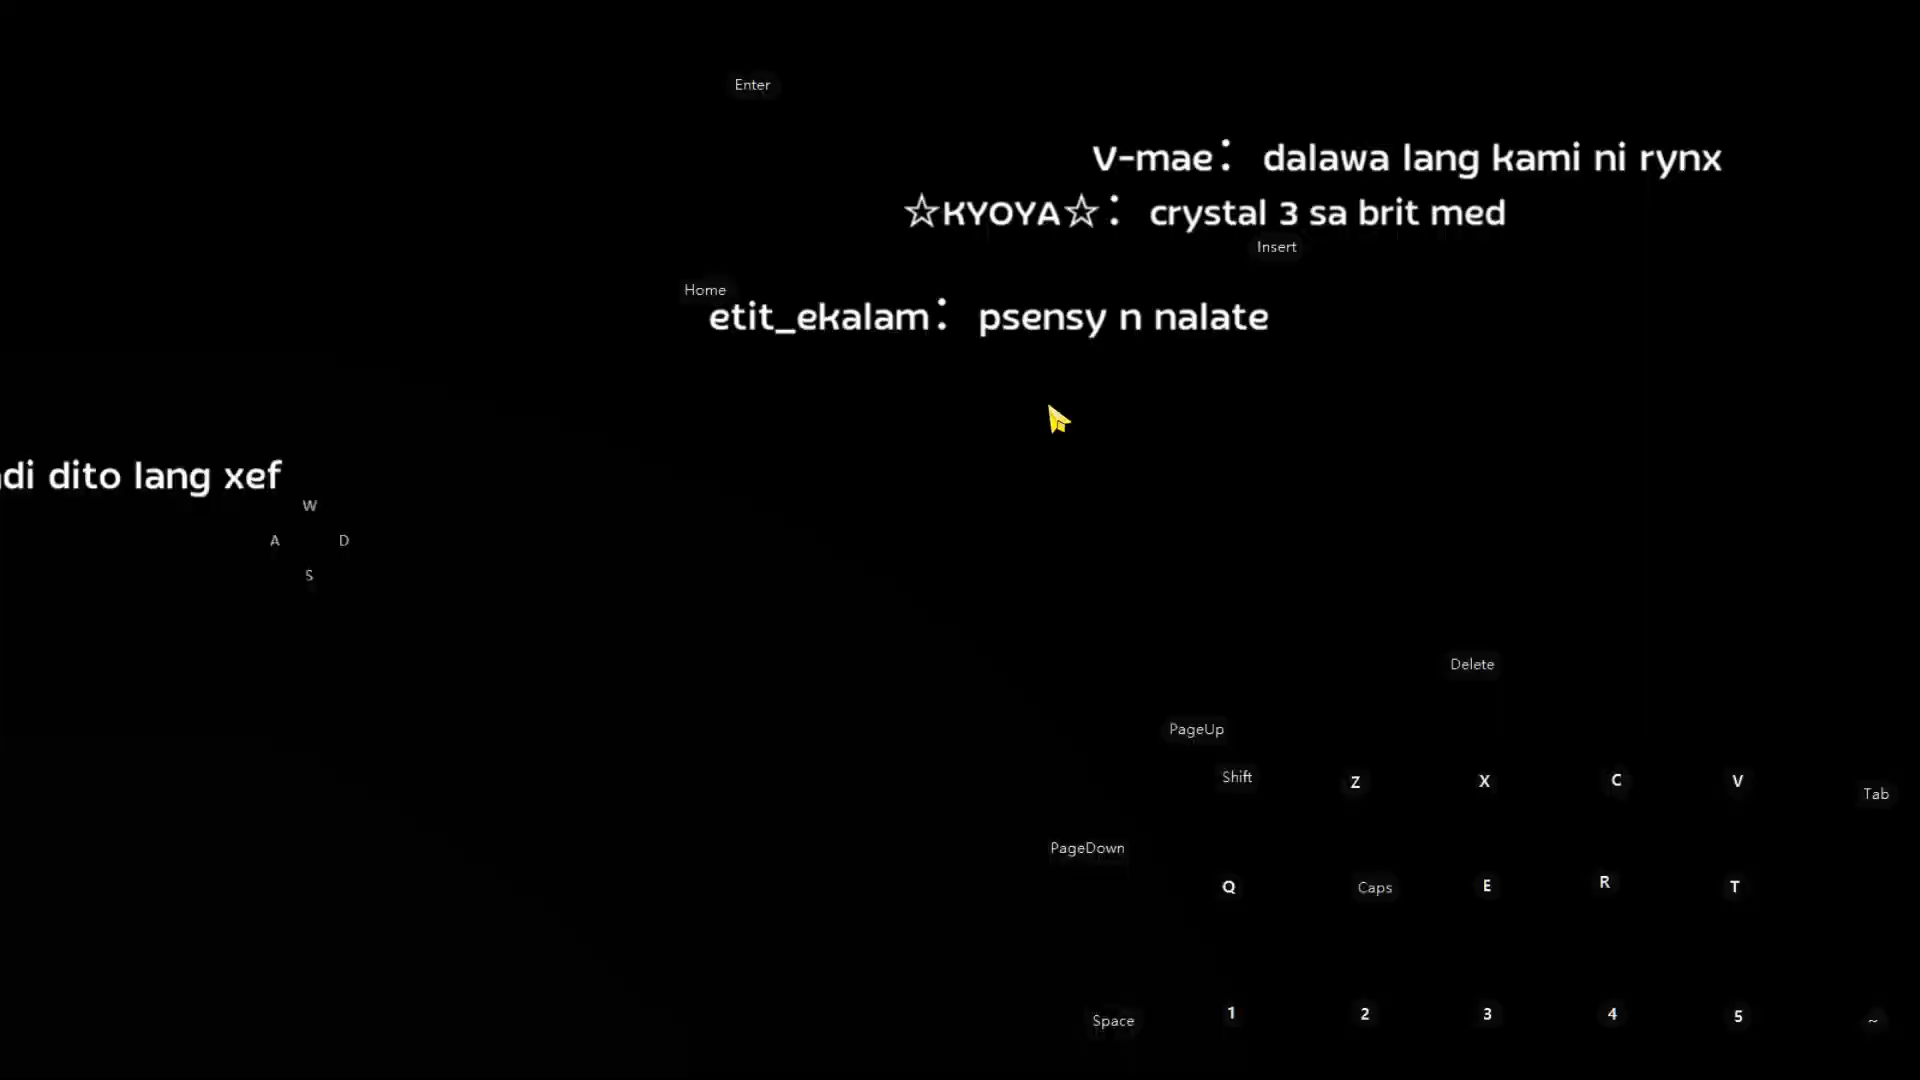 Enter
V-mae： dalawa lang kami ni rynx
☆KYOYA☆： crystal 3 sa brit med
Insert
Home
etit_ekalam： psensy n nalate
dito lang xef
W
A D
S
Delete
PageUp
Shift Z X C V Tab
PageDown
Q Caps E R T
Space 1 2 3 4 5 ~